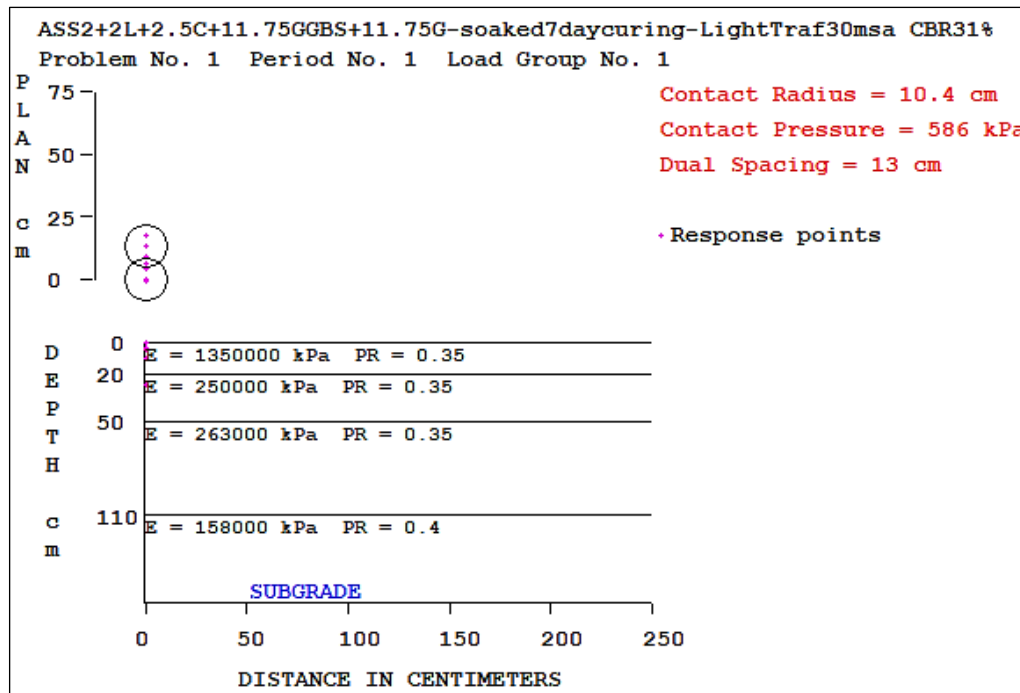 ASS2+2L+2.5C+11.75GGBS+11.75G-soaked7daycuring-LightTraf30msa CBR31%
Problem No. 1 Period No. 1 Load Group No. 1
PLAN cm
75
50
25
0
Contact Radius = 10.4 cm
Contact Pressure = 586 kPa
Dual Spacing = 13 cm
Response points
DEPTH cm
0
E = 1350000 kPa PR = 0.35
20
E = 250000 kPa PR = 0.35
50
E = 263000 kPa PR = 0.35
110
E = 158000 kPa PR = 0.4
SUBGRADE
0 50 100 150 200 250
DISTANCE IN CENTIMETERS